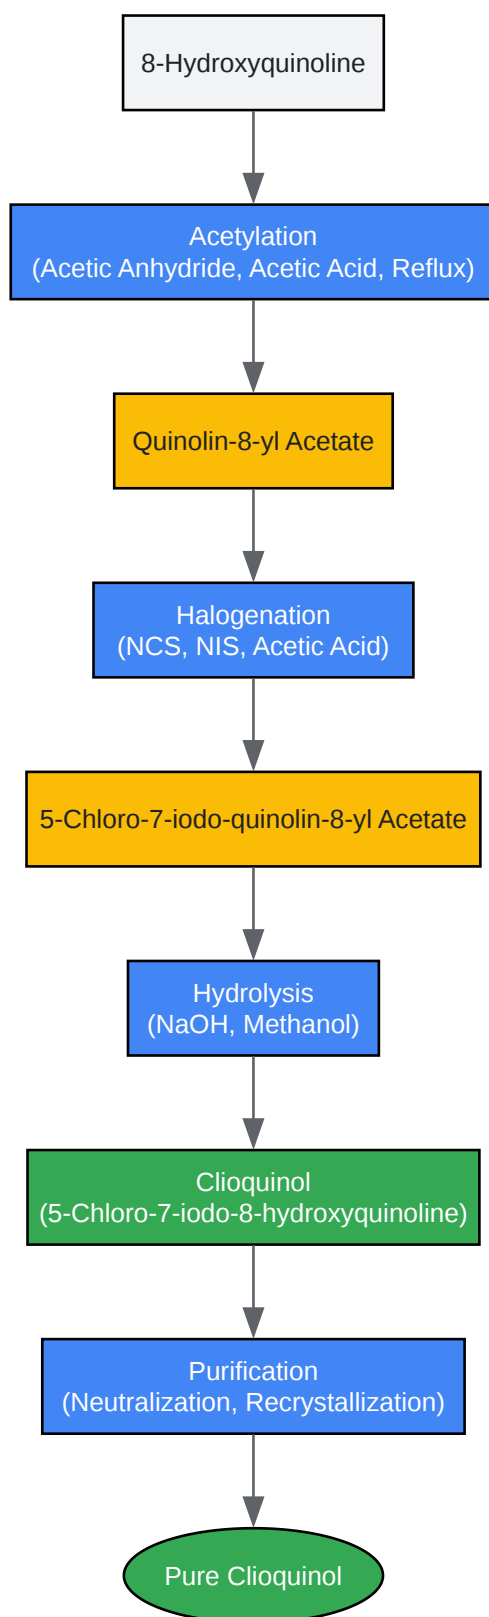 8-Hydroxyquinoline
Acetylation
(Acetic Anhydride, Acetic Acid, Reflux)
Quinolin-8-yl Acetate
Halogenation
(NCS, NIS, Acetic Acid)
5-Chloro-7-iodo-quinolin-8-yl Acetate
Hydrolysis
(NaOH, Methanol)
Clioquinol
(5-Chloro-7-iodo-8-hydroxyquinoline)
Purification
(Neutralization, Recrystallization)
Pure Clioquinol